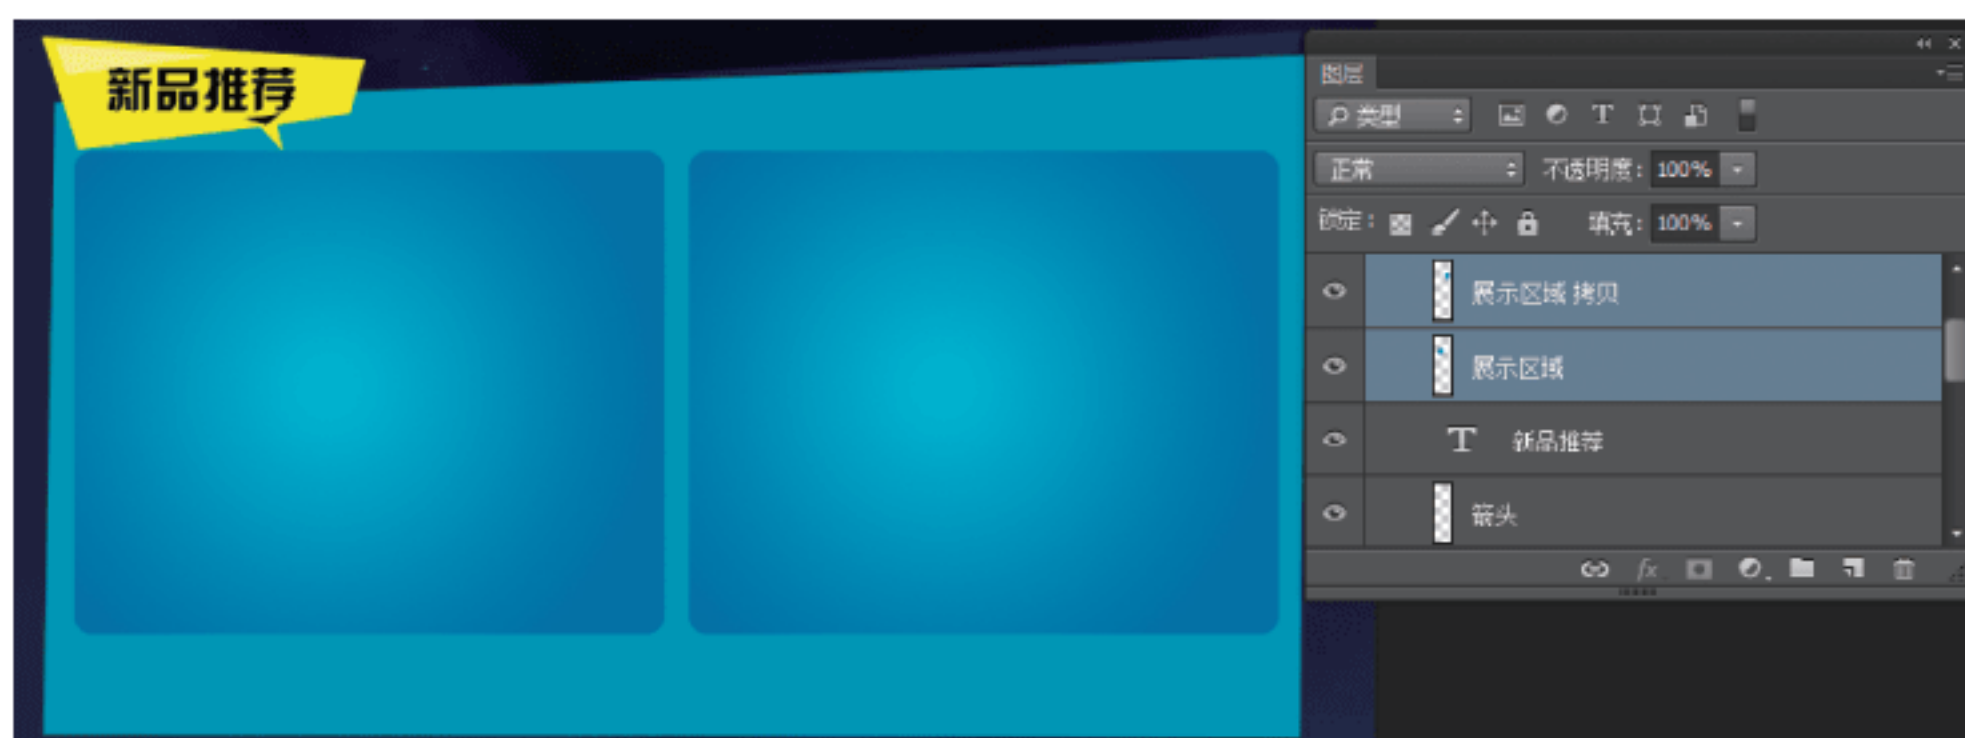 新品推荐
图层
类型
正常 不透明度: 100%
锁定: 填充: 100%
展示区域 拷贝
展示区域
T 新品推荐
箭头
fx